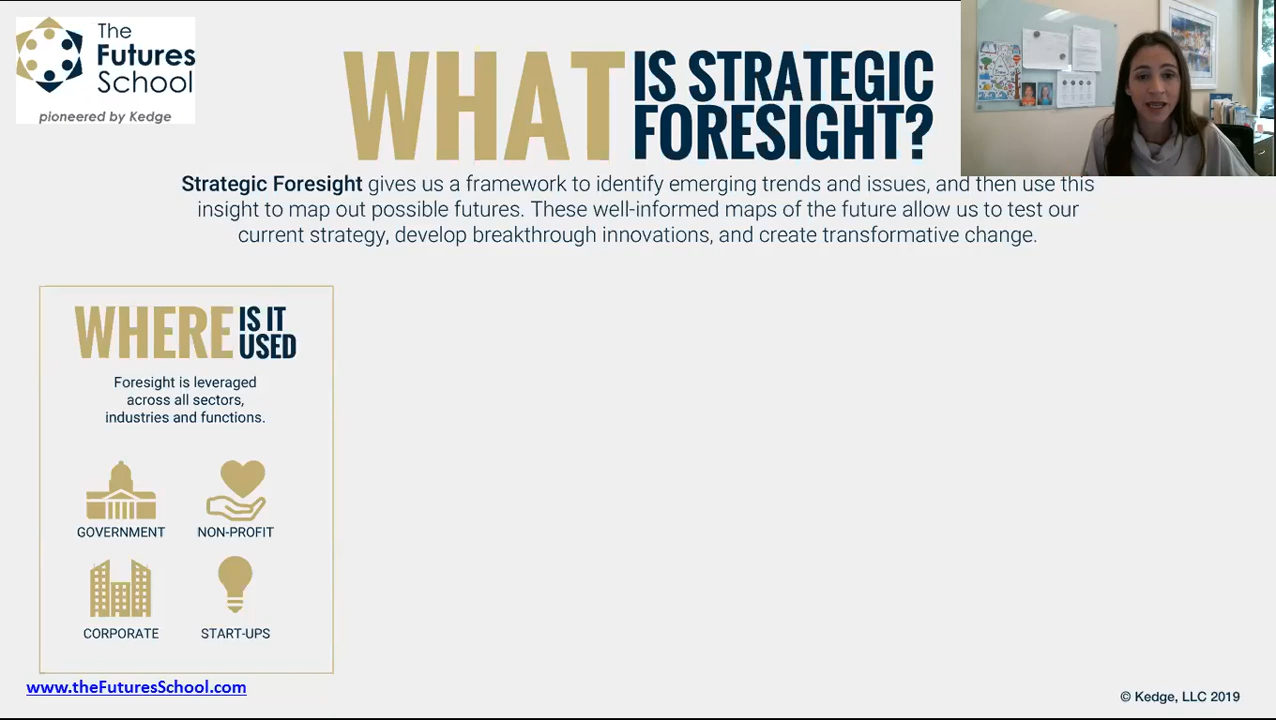 The
Futures
School
pioneered by Kedge
WHAT IS STRATEGIC
FORESIGHT?
Strategic Foresight gives us a framework to identify emerging trends and issues, and then use this
insight to map out possible futures. These well-informed maps of the future allow us to test our
current strategy, develop breakthrough innovations, and create transformative change.
WHERE IS IT
USED
Foresight is leveraged
across all sectors,
industries and functions.
GOVERNMENT
NON-PROFIT
CORPORATE
START-UPS
www.theFuturesSchool.com
© Kedge, LLC 2019